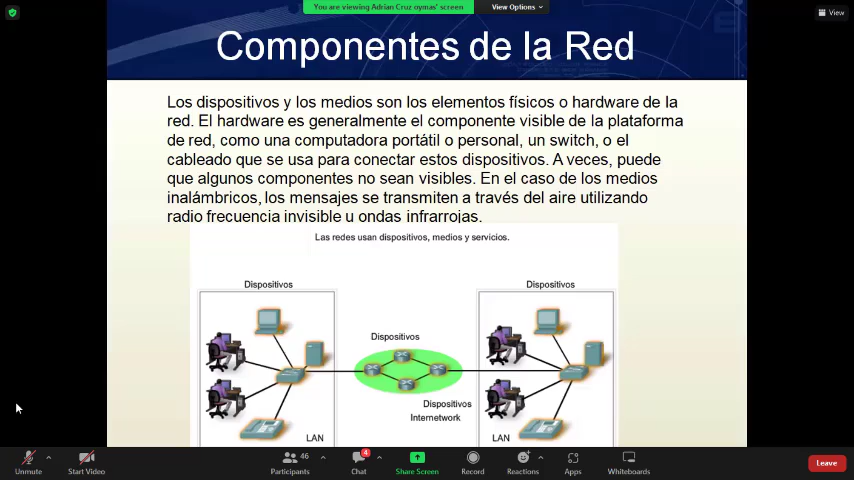 You are viewing Adrian Cruz oymas' screen
View Options
View
Componentes de la Red
Los dispositivos y los medios son los elementos físicos o hardware de la
red. El hardware es generalmente el componente visible de la plataforma
de red, como una computadora portátil o personal, un switch, o el
cableado que se usa para conectar estos dispositivos. A veces, puede
que algunos componentes no sean visibles. En el caso de los medios
inalámbricos, los mensajes se transmiten a través del aire utilizando
radio frecuencia invisible u ondas infrarrojas.
Las redes usan dispositivos, medios y servicios.
Dispositivos
Dispositivos
Dispositivos
Dispositivos
Internetwork
LAN
LAN
Unmute
Start Video
46
Participants
4
Chat
Share Screen
Record
Reactions
Apps
Whiteboards
Leave